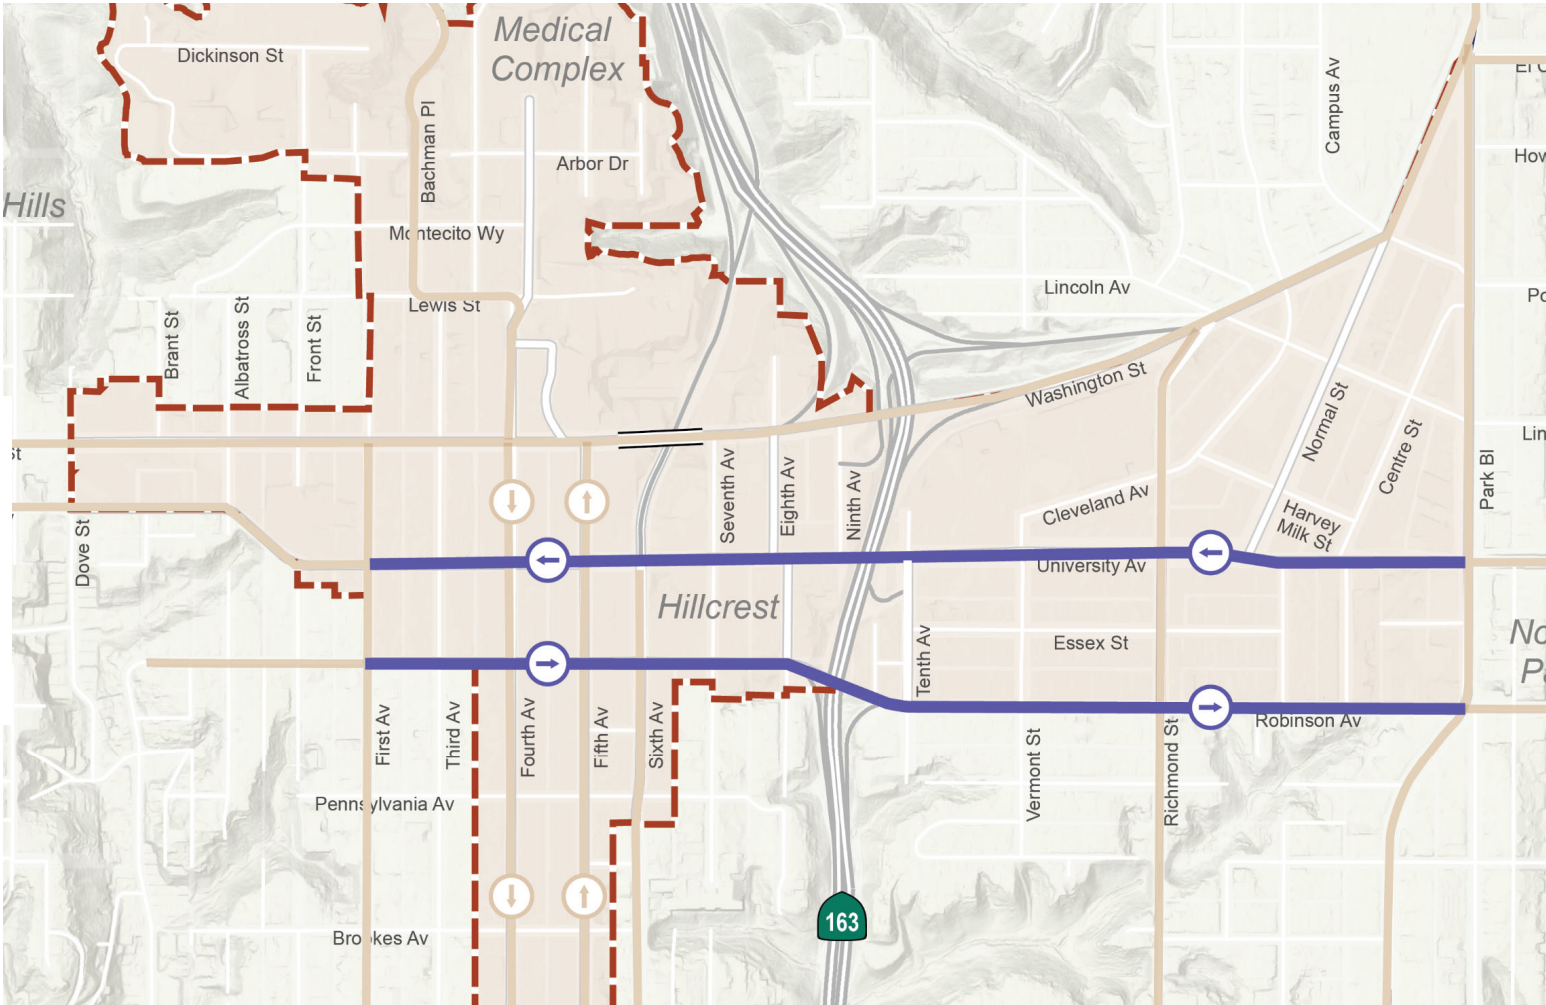 Medical
Complex
Dickinson St
Campus Av
Bachman Pl
Arbor Dr
Hills
Montecito Wy
Lincoln Av
Lewis St
Brant St
Albatross St
Front St
Washington St
Normal St
Centre St
St
Seventh Av
Eighth Av
Ninth Av
Park Bl
Cleveland Av
Harvey
Milk St
Dove St
University Av
Hillcrest
Essex St
Tenth Av
First Av
Third Av
Fourth Av
Fifth Av
Sixth Av
Robinson Av
Vermont St
Richmond St
Pennsylvania Av
163
Brookes Av